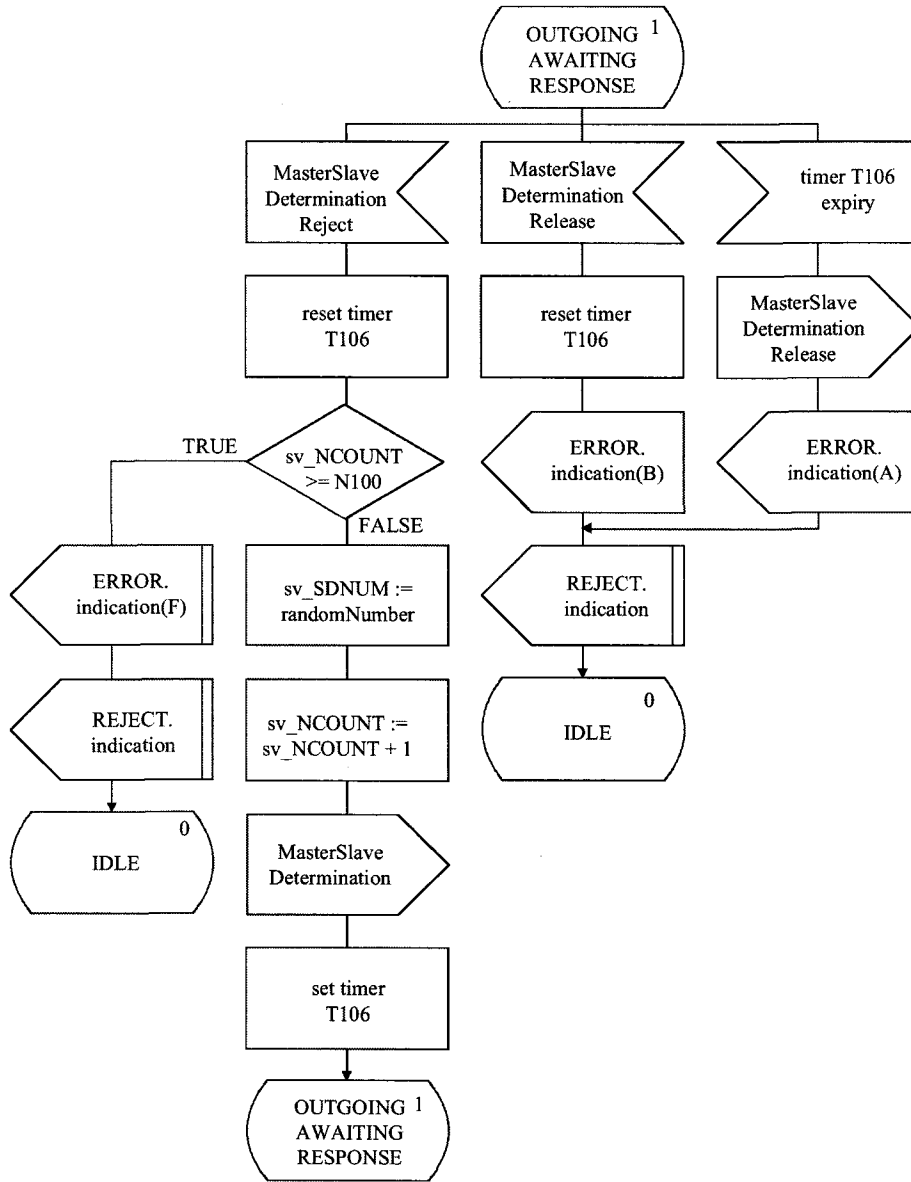 OUTGOING 1
AWAITING
RESPONSE
MasterSlave
Determination
Reject
MasterSlave
Determination
Release
timer T106
expiry
reset timer
T106
reset timer
T106
MasterSlave
Determination
Release
TRUE
sv_NCOUNT
>= N100
FALSE
ERROR.
indication(B)
ERROR.
indication(A)
ERROR.
indication(F)
sv_SDNUM :=
randomNumber
REJECT.
indication
REJECT.
indication
sv_NCOUNT :=
sv_NCOUNT + 1
0
IDLE
0
IDLE
MasterSlave
Determination
set timer
T106
OUTGOING 1
AWAITING
RESPONSE